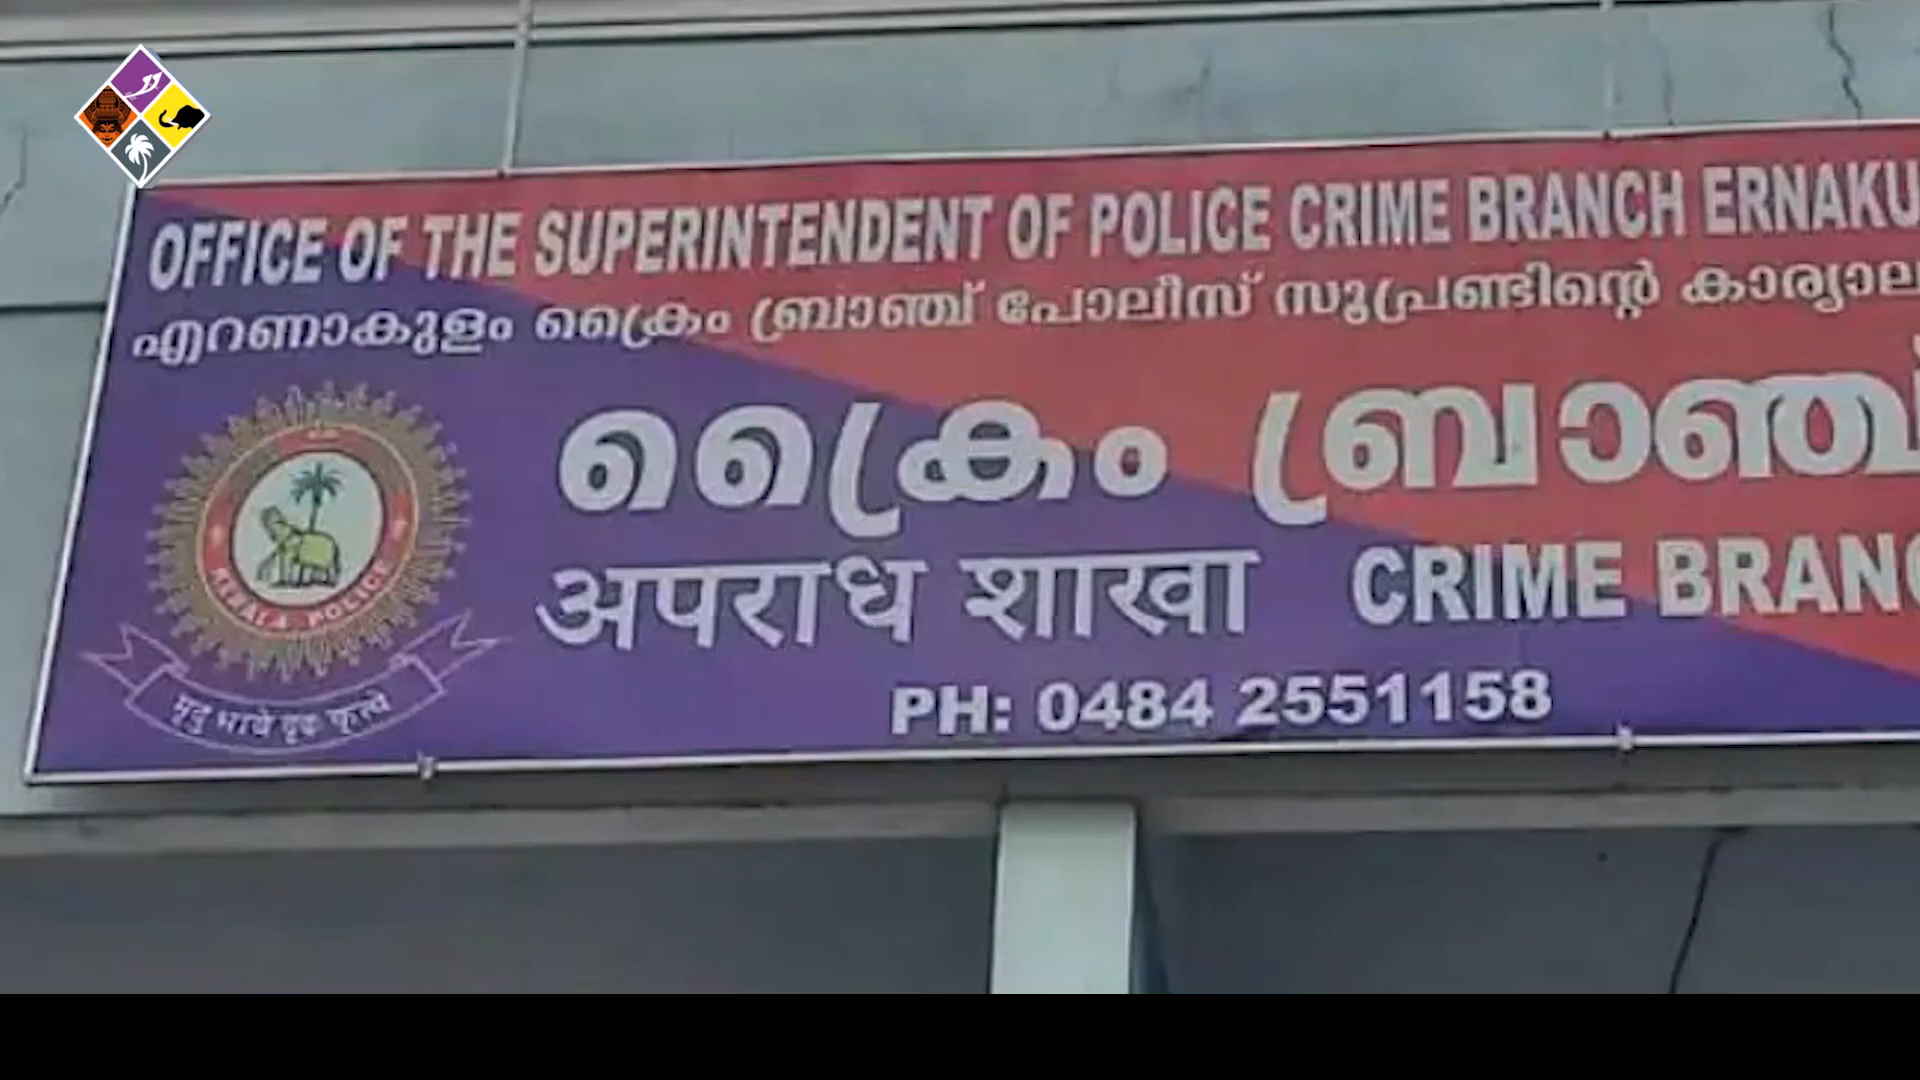 OFFICE OF THE SUPERINTENDENT OF POLICE CRIME BRANCH ERNAKU
എറണാകുളം ക്രൈം ബ്രാഞ്ച് പോലീസ് സൂപ്രണ്ടിന്റെ കാര്യാല
ക്രൈം ബ്രാഞ്ച്
अपराध शाखा CRIME BRANC
PH: 0484 2551158
KERALA POLICE
मृदु भावे दृढ कृत्ये